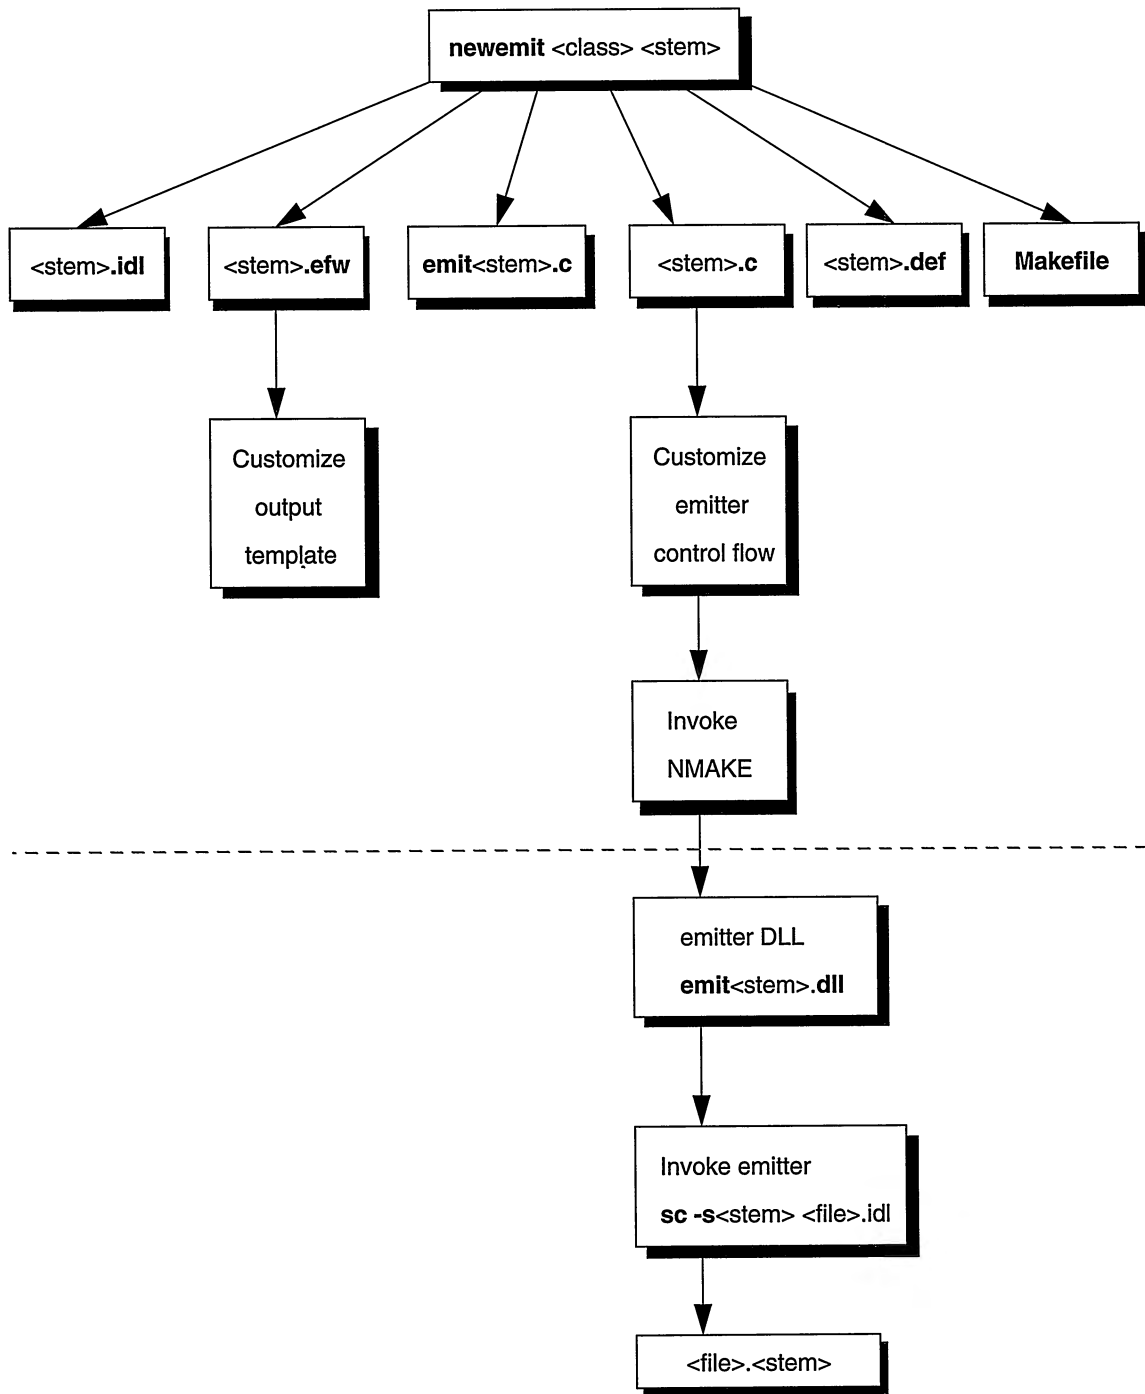 newemit <class> <stem>
<stem>.idl
<stem>.efw
emit<stem>.c
<stem>.c
<stem>.def
Makefile
Customize
output
template
Customize
emitter
control flow
Invoke
NMAKE
emitter DLL
emit<stem>.dll
Invoke emitter
sc -s<stem> <file>.idl
<file>.<stem>